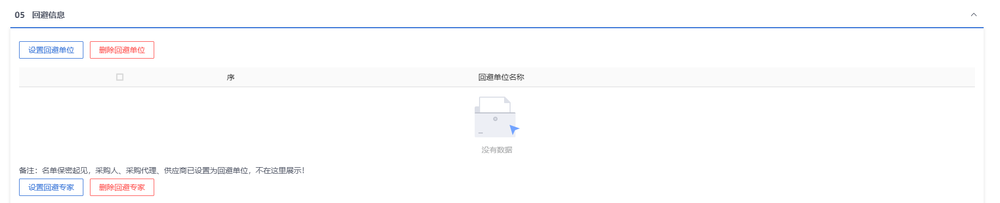 05 回避信息
设置回避单位 删除回避单位
序 回避单位名称
没有数据
备注：名单保密起见，采购人、采购代理、供应商已设置为回避单位，不在这里展示！
设置回避专家 删除回避专家